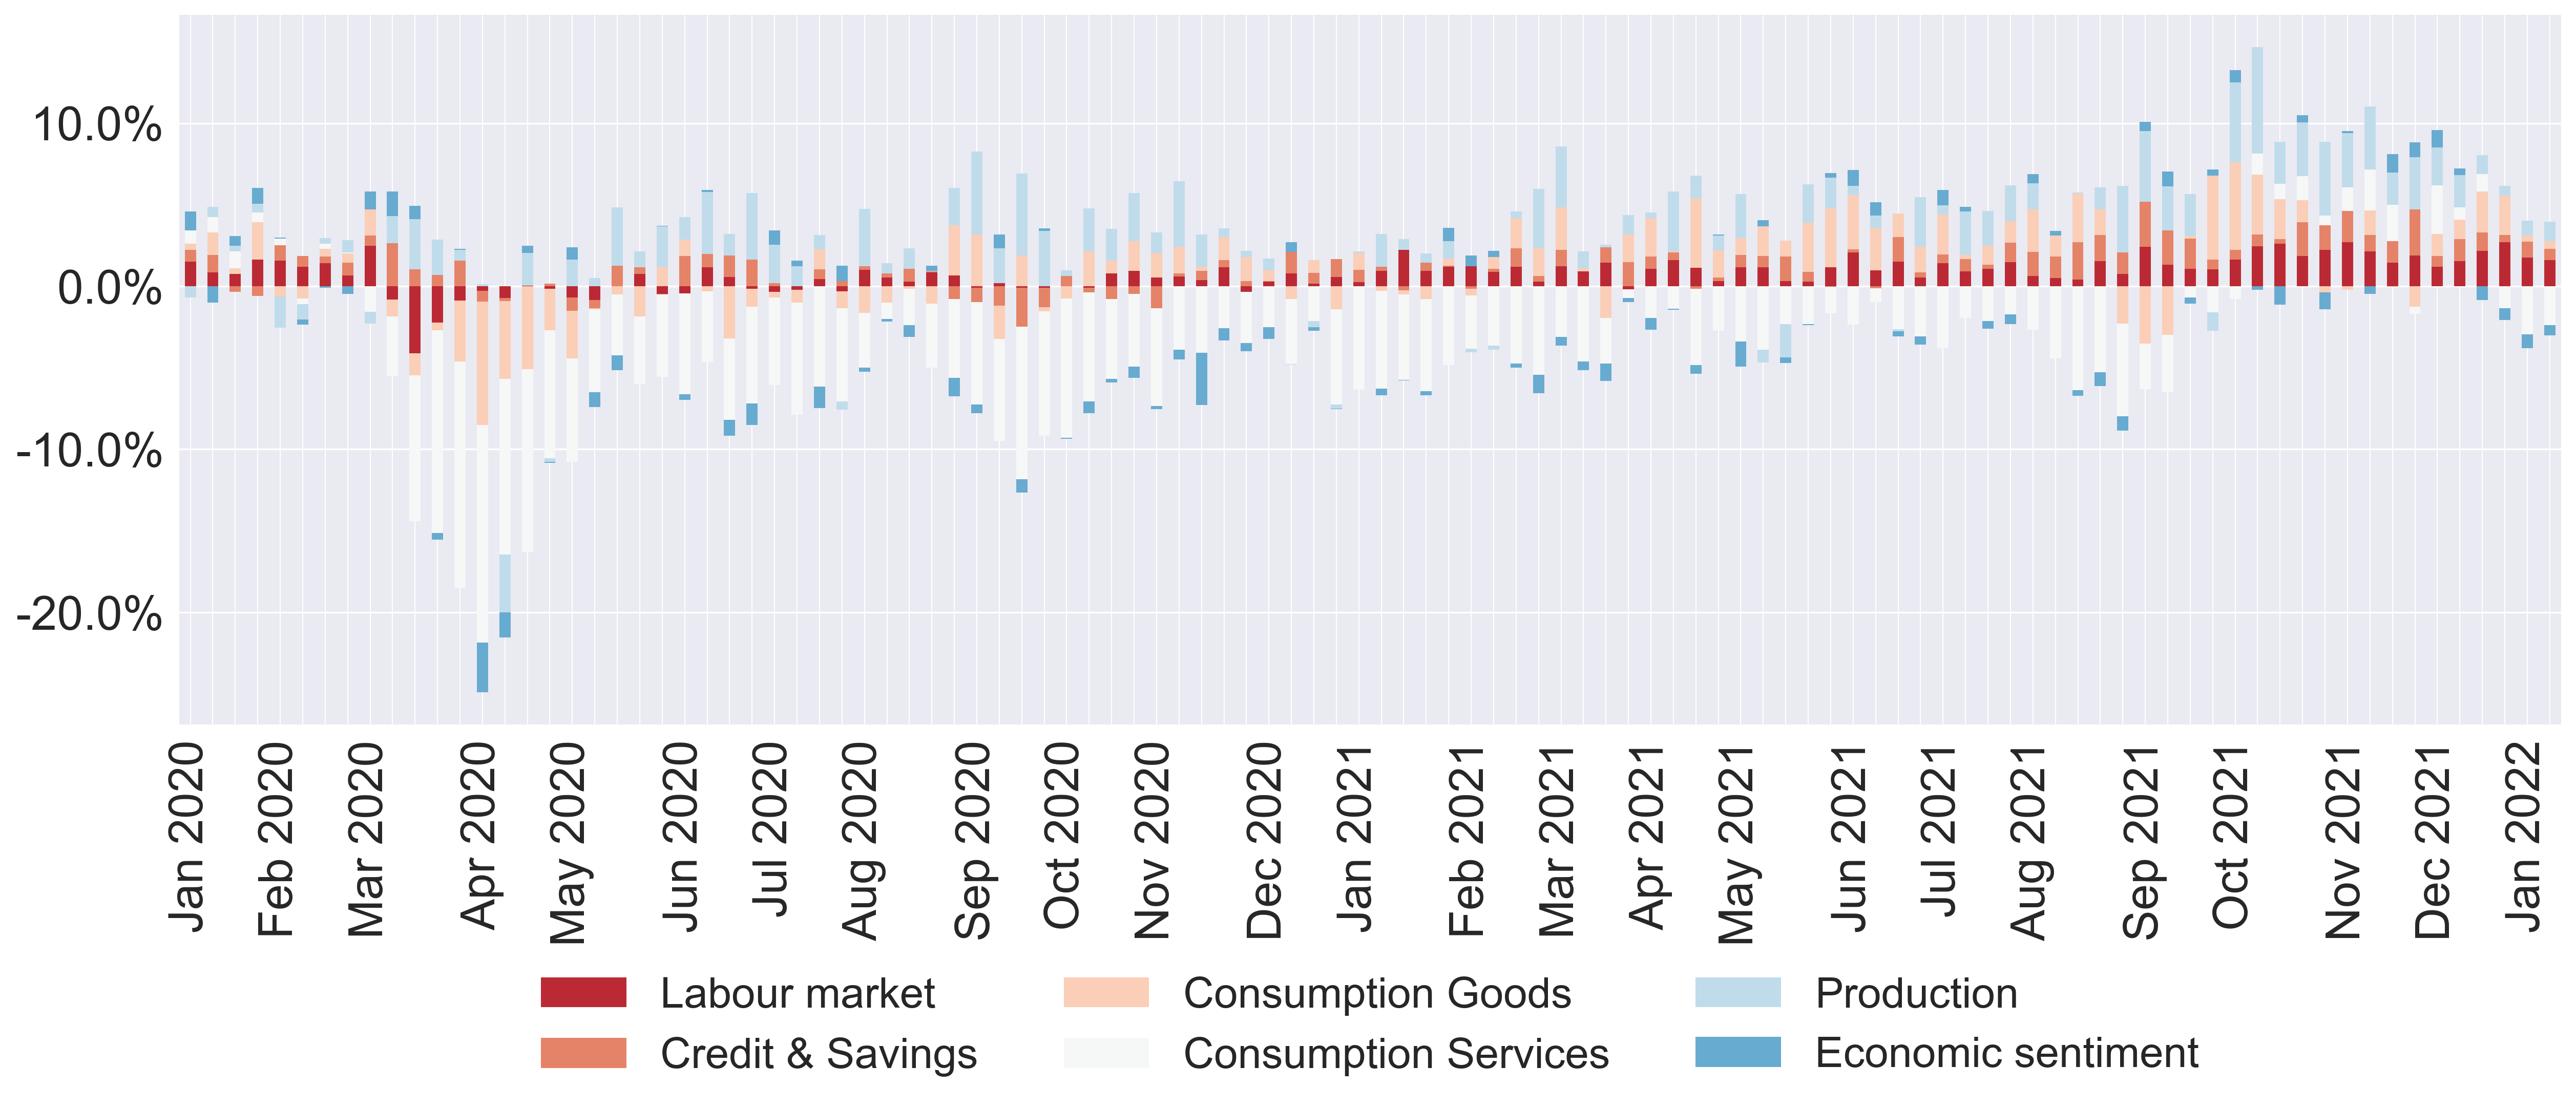 10.0%
0.0%
-10.0%
-20.0%
Jan 2020
Feb 2020
Mar 2020
Apr 2020
May 2020
Jun 2020
Jul 2020
Aug 2020
Sep 2020
Oct 2020
Nov 2020
Dec 2020
Jan 2021
Feb 2021
Mar 2021
Apr 2021
May 2021
Jun 2021
Jul 2021
Aug 2021
Sep 2021
Oct 2021
Nov 2021
Dec 2021
Jan 2022
Labour market
Consumption Goods
Production
Credit & Savings
Consumption Services
Economic sentiment